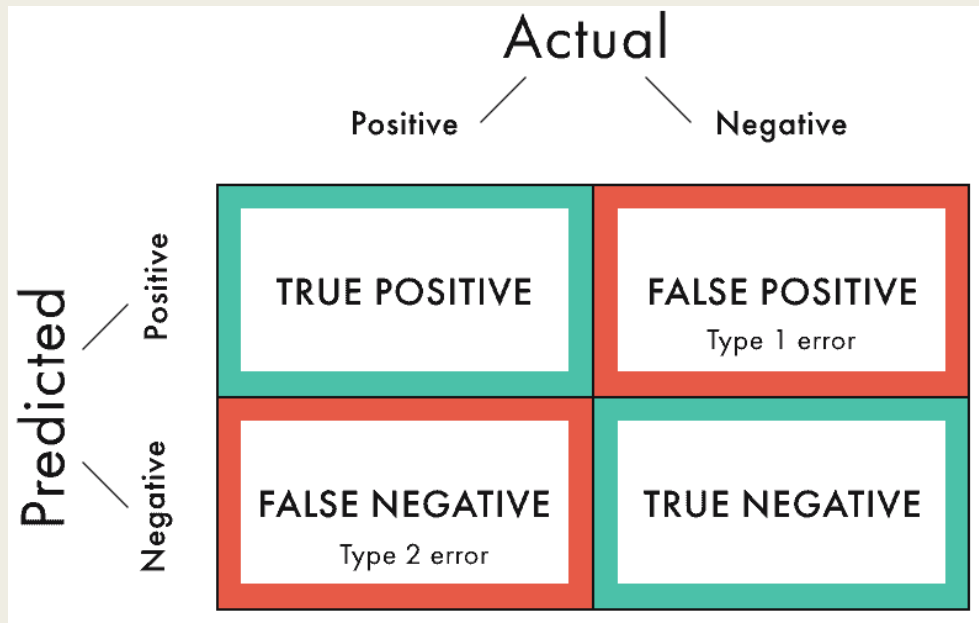 Actual
Positive
Negative
Predicted
Positive
TRUE POSITIVE
FALSE POSITIVE
Type 1 error
Negative
FALSE NEGATIVE
Type 2 error
TRUE NEGATIVE